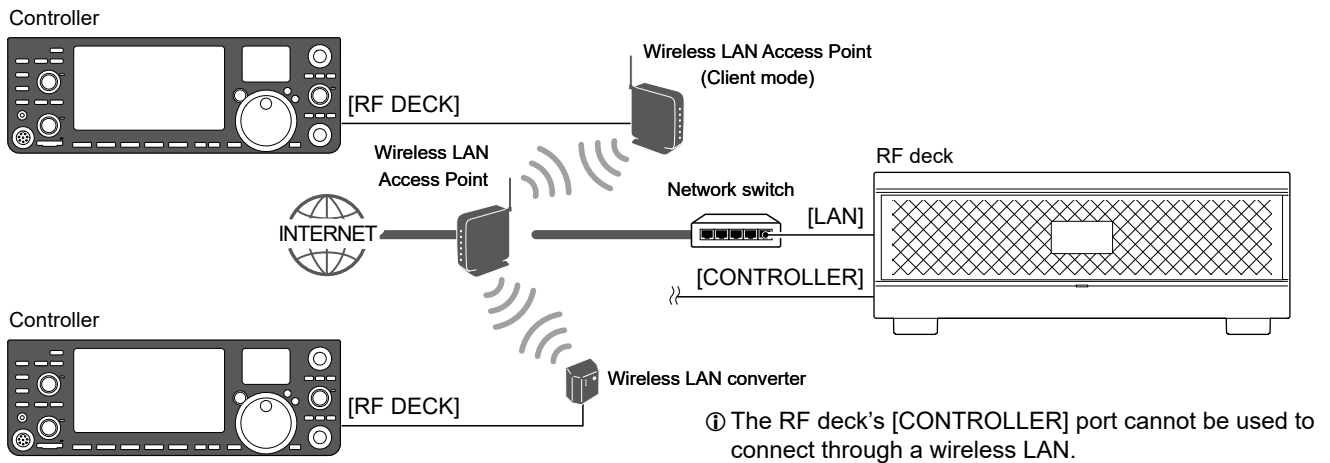 Controller
[RF DECK]
Wireless LAN Access Point
(Client mode)
Wireless LAN
Access Point
INTERNET
Network switch
[LAN]
[CONTROLLER]
RF deck
Controller
[RF DECK]
Wireless LAN converter
ⓘ The RF deck's [CONTROLLER] port cannot be used to
connect through a wireless LAN.